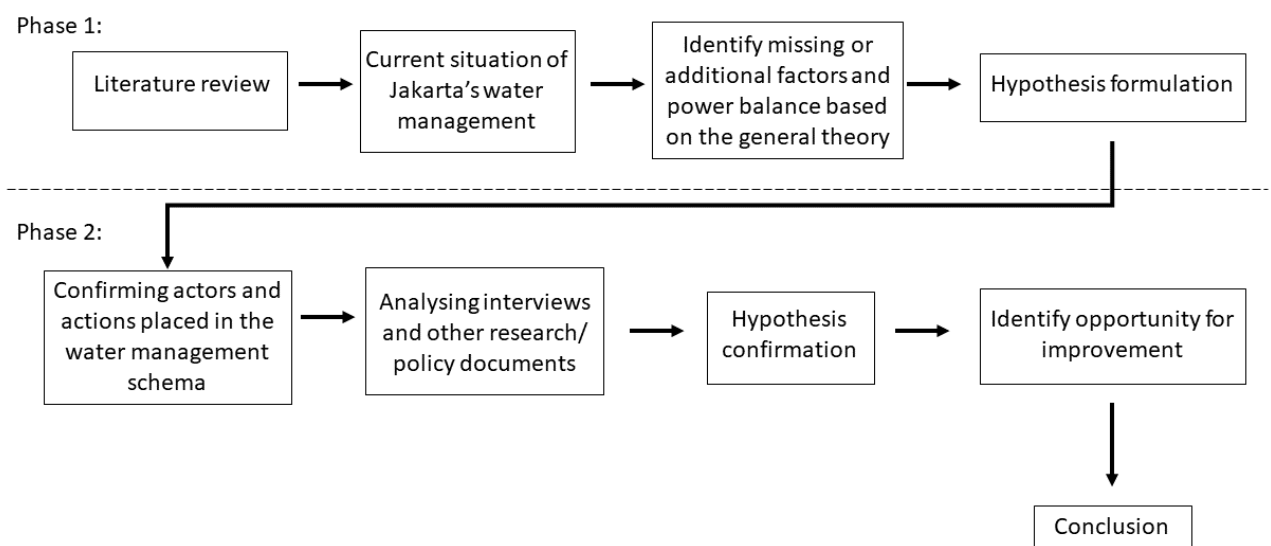 Phase 1:
Literature review
Current situation of
Jakarta's water
management
Identify missing or
additional factors and
power balance based
on the general theory
Hypothesis formulation
Phase 2:
Confirming actors and
actions placed in the
water management
schema
Analysing interviews
and other research/
policy documents
Hypothesis
confirmation
Identify opportunity for
improvement
Conclusion